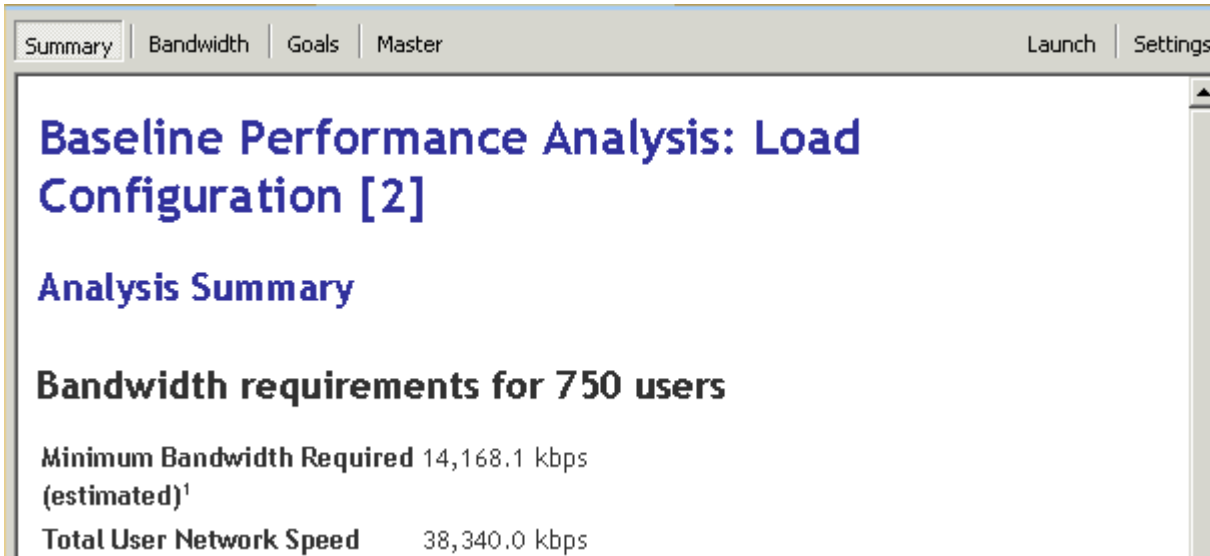 Summary Bandwidth Goals Master Launch Settings
Baseline Performance Analysis: Load
Configuration [2]
Analysis Summary
Bandwidth requirements for 750 users
Minimum Bandwidth Required 14,168.1 kbps
(estimated)¹
Total User Network Speed 38,340.0 kbps